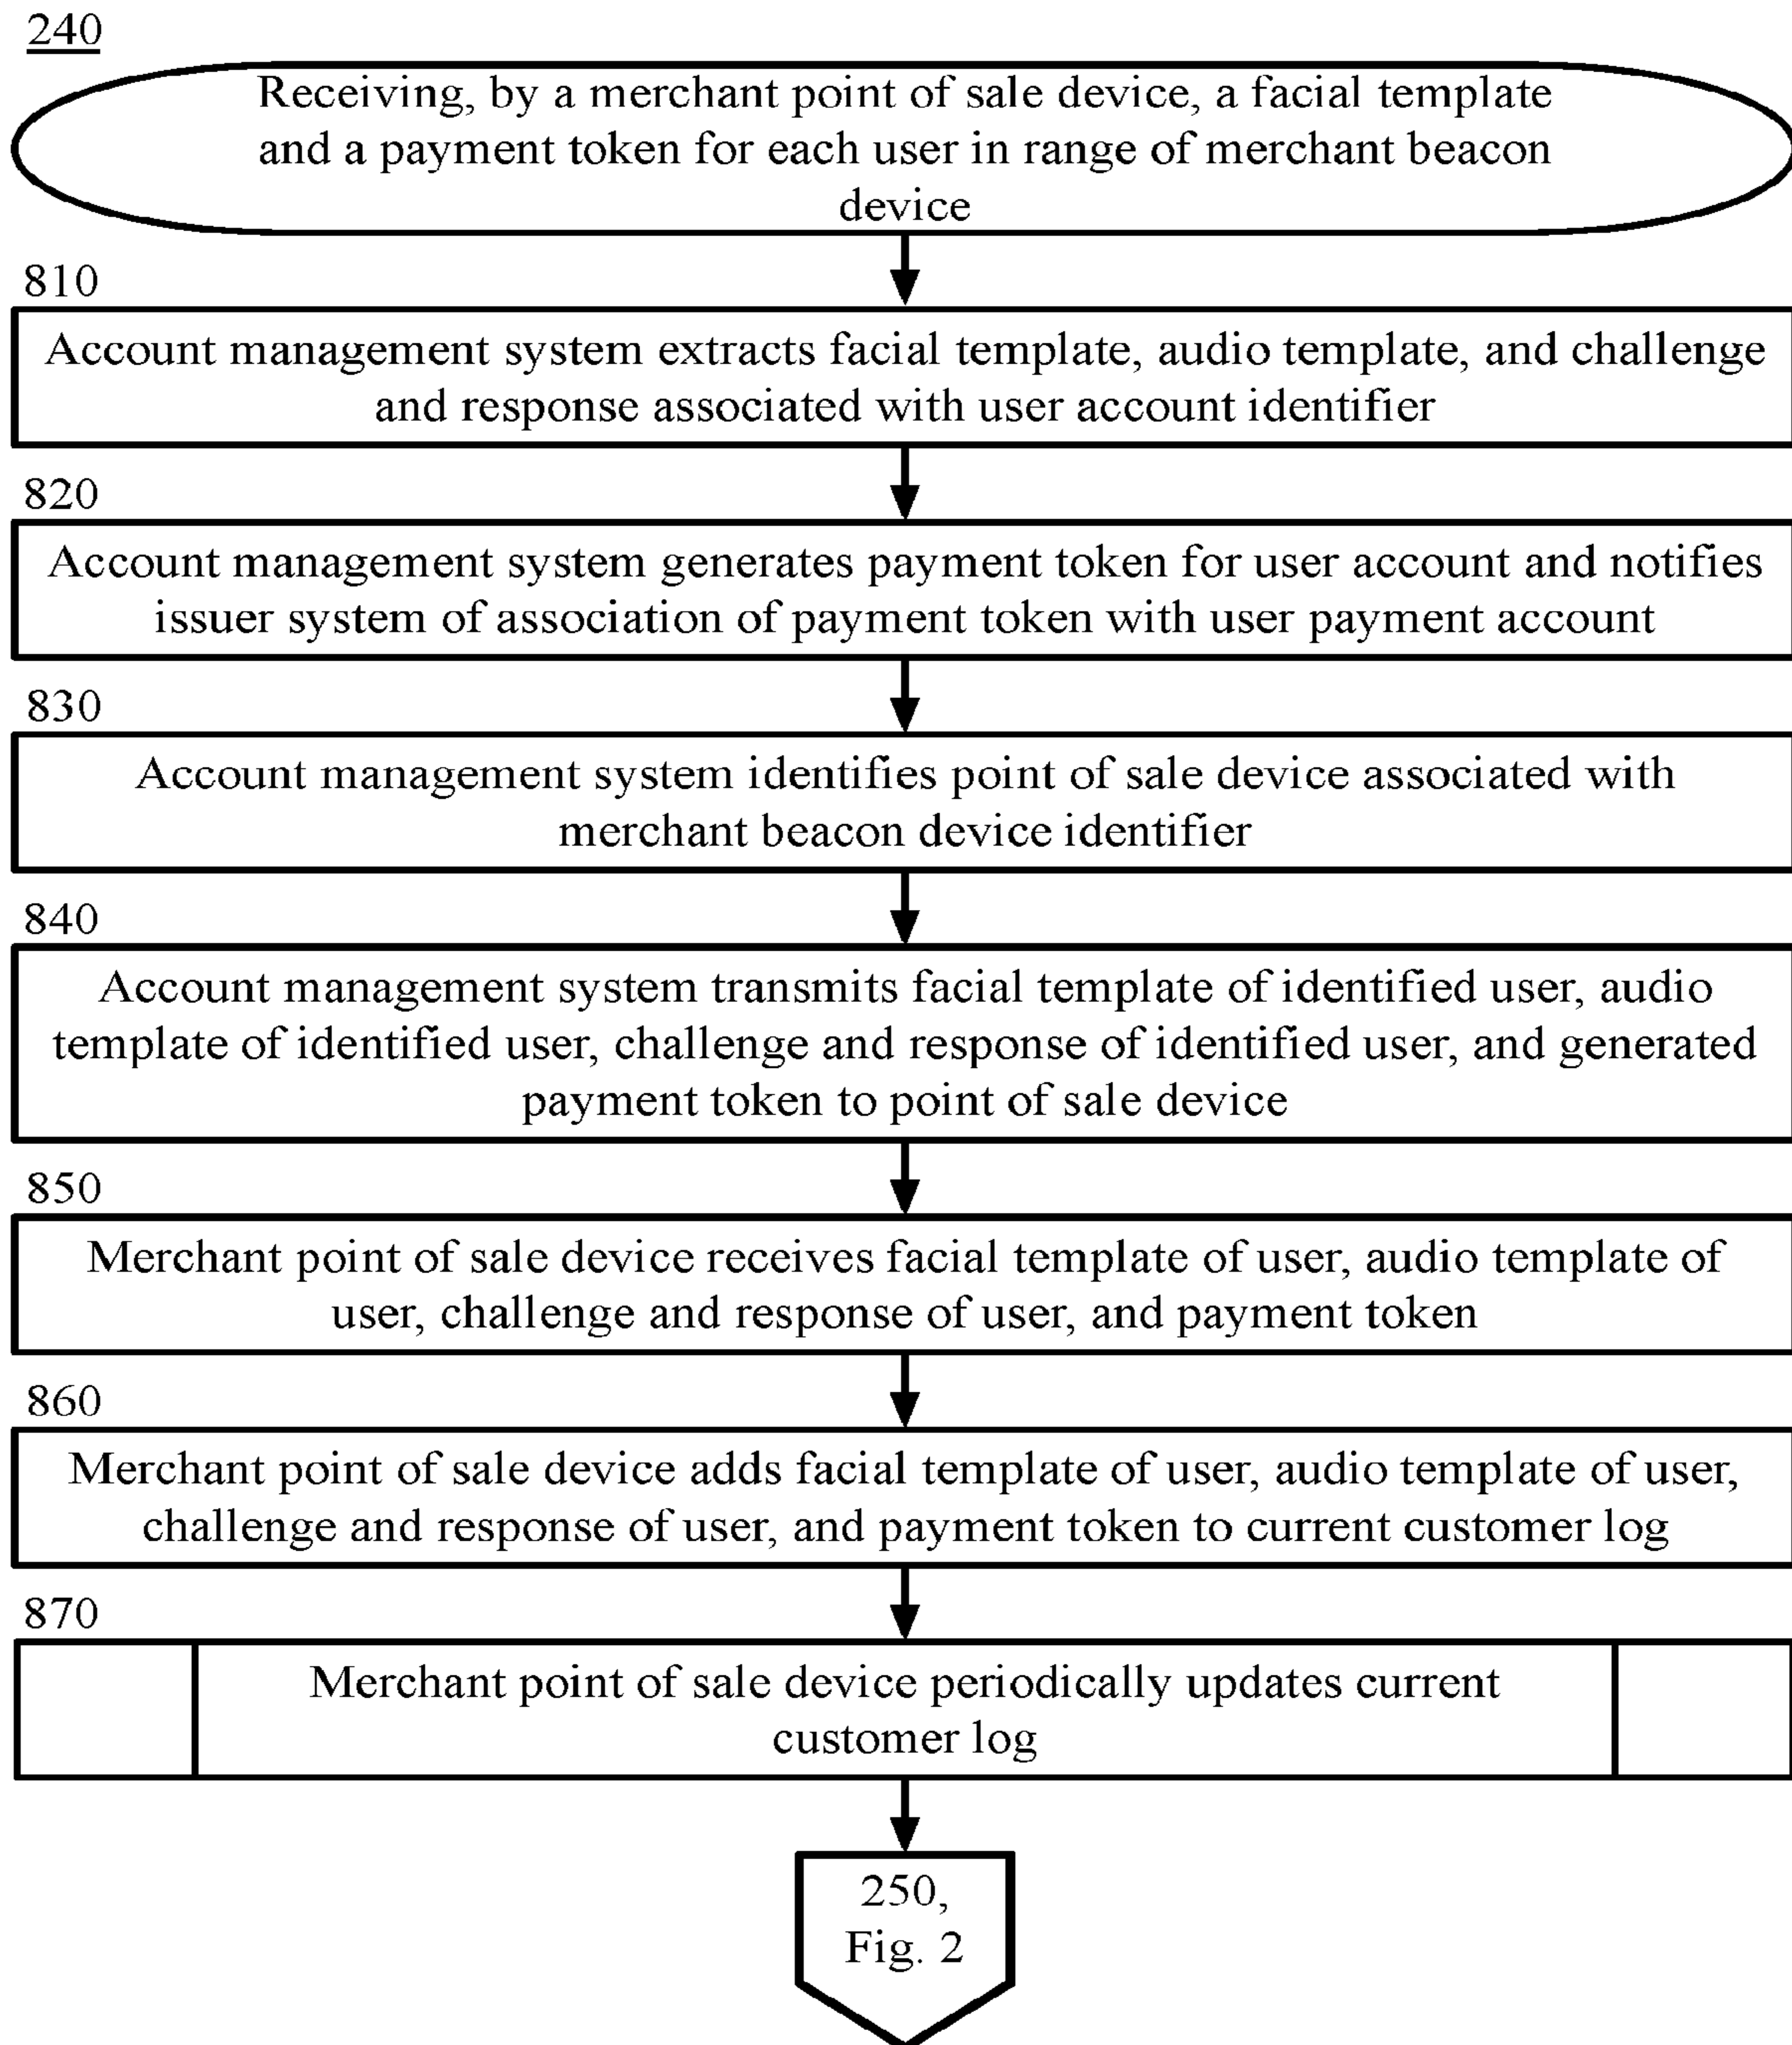 240
Receiving, by a merchant point of sale device, a facial template
and a payment token for each user in range of merchant beacon
device
810
Account management system extracts facial template, audio template, and challenge
and response associated with user account identifier
820
Account management system generates payment token for user account and notifies
issuer system of association of payment token with user payment account
830
Account management system identifies point of sale device associated with
merchant beacon device identifier
840
Account management system transmits facial template of identified user, audio
template of identified user, challenge and response of identified user, and generated
payment token to point of sale device
850
Merchant point of sale device receives facial template of user, audio template of
user, challenge and response of user, and payment token
860
Merchant point of sale device adds facial template of user, audio template of user,
challenge and response of user, and payment token to current customer log
870
Merchant point of sale device periodically updates current
customer log
250,
Fig. 2